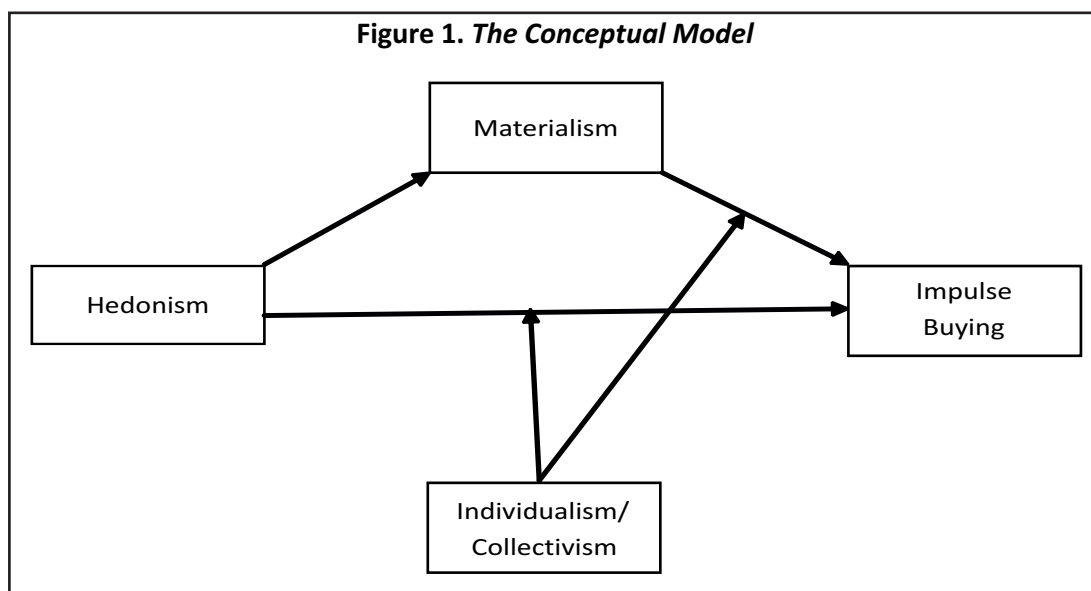 Figure 1. The Conceptual Model
Materialism
Hedonism
Impulse
Buying
Individualism/
Collectivism